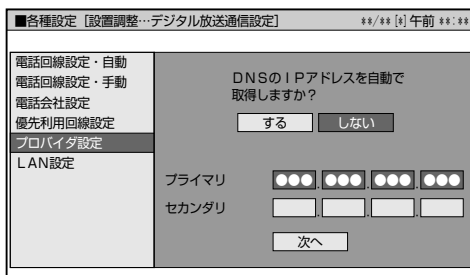 ■各種設定［設置調整…デジタル放送通信設定］ **/** [*] 午前 **:**
電話回線設定・自動
電話回線設定・手動
電話会社設定
優先利用回線設定
プロバイダ設定
ＬＡＮ設定
ＤＮＳのＩＰアドレスを自動で
取得しますか？
する しない
プライマリ ●●●.●●●.●●●.●●●
セカンダリ . . .
次へ